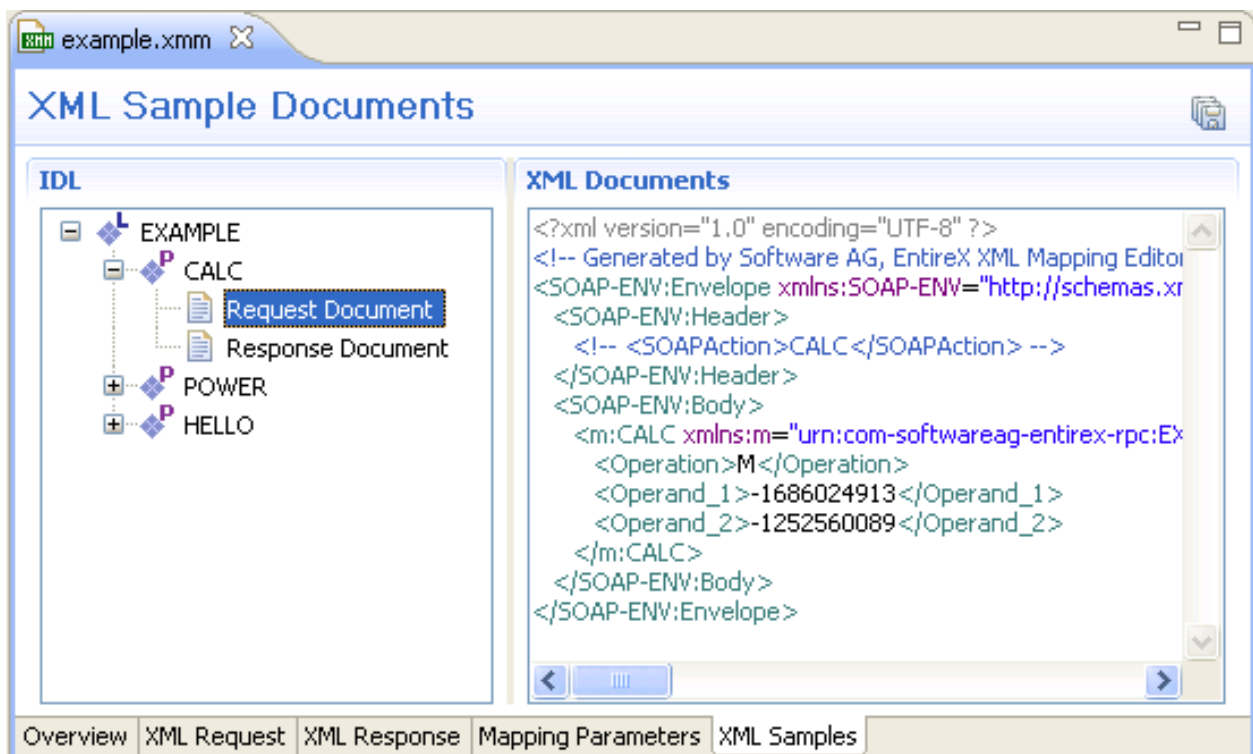 example.xmm
XML Sample Documents
IDL
EXAMPLE
CALC
Request Document
Response Document
POWER
HELLO
XML Documents
<?xml version="1.0" encoding="UTF-8" ?>
<!-- Generated by Software AG, EntireX XML Mapping Editor
<SOAP-ENV:Envelope xmlns:SOAP-ENV="http://schemas.xm
<SOAP-ENV:Header>
<!-- <SOAPAction>CALC</SOAPAction> -->
</SOAP-ENV:Header>
<SOAP-ENV:Body>
<m:CALC xmlns:m="urn:com-softwareag-entirex-rpc:EX
<Operation>M</Operation>
<Operand_1>-1686024913</Operand_1>
<Operand_2>-1252560089</Operand_2>
</m:CALC>
</SOAP-ENV:Body>
</SOAP-ENV:Envelope>
Overview XML Request XML Response Mapping Parameters XML Samples